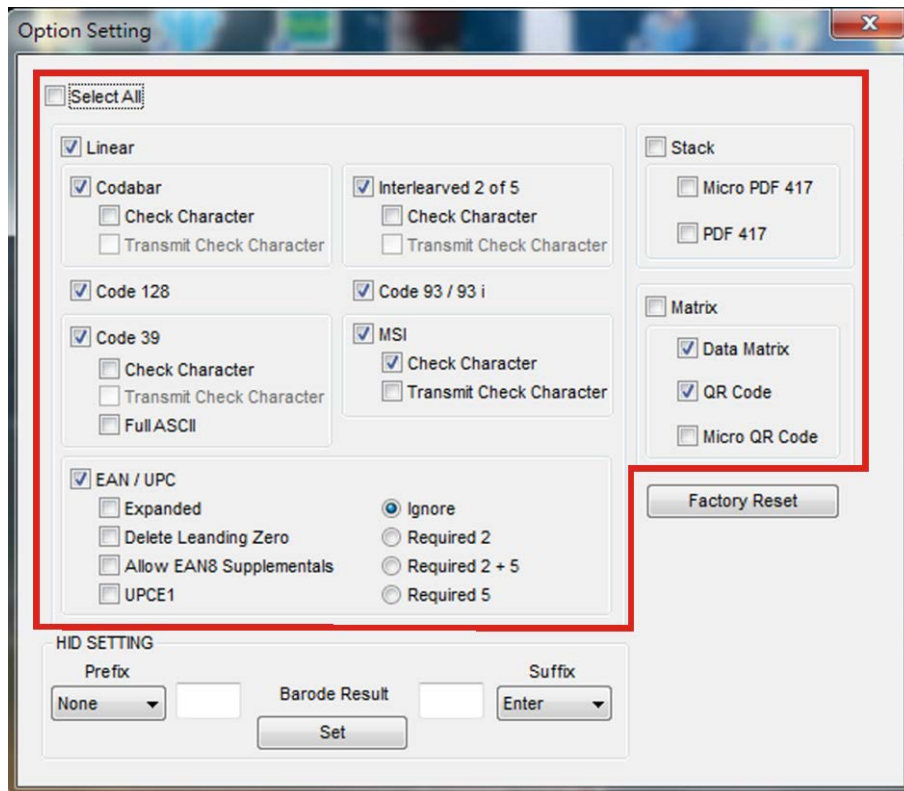 Option Setting
Select All
Linear
Codabar
Check Character
Transmit Check Character
Interlearved 2 of 5
Check Character
Transmit Check Character
Code 128
Code 93 / 93 i
Code 39
Check Character
Transmit Check Character
Full ASCII
MSI
Check Character
Transmit Check Character
EAN / UPC
Expanded
Delete Leanding Zero
Allow EAN8 Supplementals
UPCE1
Ignore
Required 2
Required 2 + 5
Required 5
Stack
Micro PDF 417
PDF 417
Matrix
Data Matrix
QR Code
Micro QR Code
Factory Reset
HID SETTING
Prefix
None
Barode Result
Set
Suffix
Enter